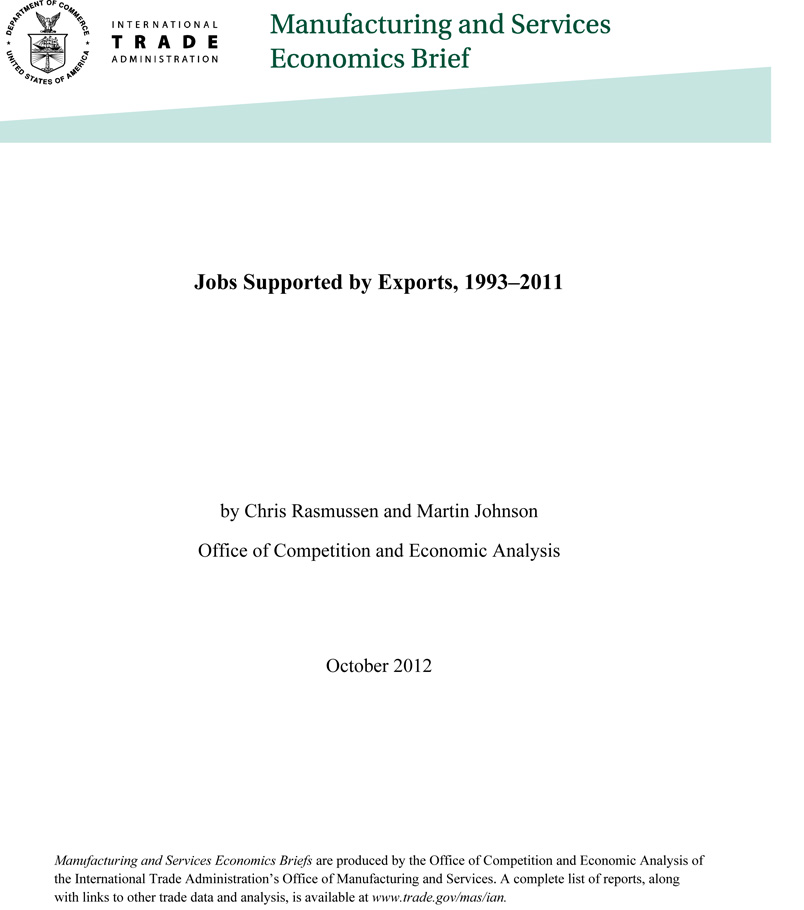 DEPARTMENT OF COMMERCE
UNITED STATES OF AMERICA
INTERNATIONAL
TRADE
ADMINISTRATION
Manufacturing and Services
Economics Brief
Jobs Supported by Exports, 1993–2011
by Chris Rasmussen and Martin Johnson
Office of Competition and Economic Analysis
October 2012
Manufacturing and Services Economics Briefs are produced by the Office of Competition and Economic Analysis of
the International Trade Administration’s Office of Manufacturing and Services. A complete list of reports, along
with links to other trade data and analysis, is available at www.trade.gov/mas/ian.